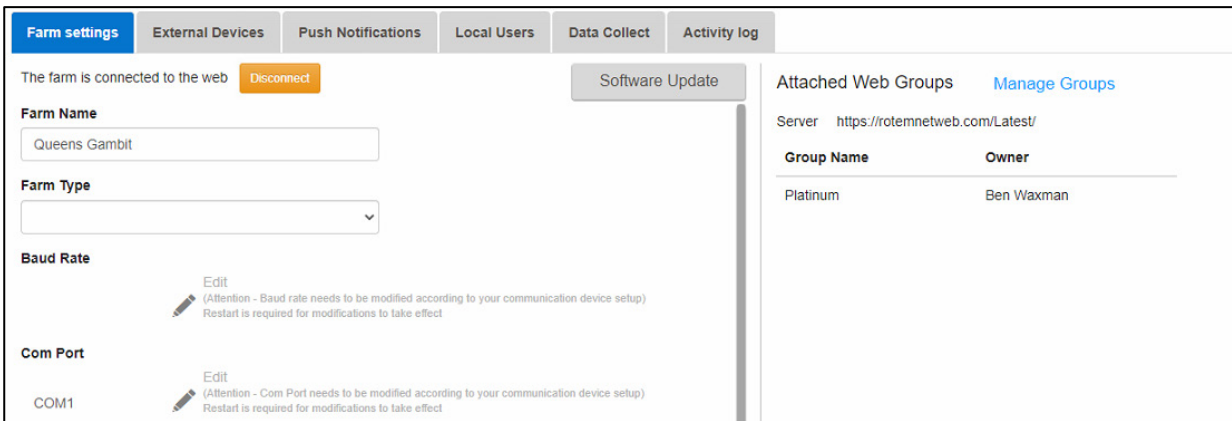 Farm settings
External Devices
Push Notifications
Local Users
Data Collect
Activity log
The farm is connected to the web
Disconnect
Software Update
Farm Name
Queens Gambit
Farm Type
Baud Rate
Edit
(Attention - Baud rate needs to be modified according to your communication device setup)
Restart is required for modifications to take effect
Com Port
COM1
Edit
(Attention - Com Port needs to be modified according to your communication device setup)
Restart is required for modifications to take effect
Attached Web Groups
Manage Groups
Server https://rotemnetweb.com/Latest/
Group Name Owner
Platinum Ben Waxman